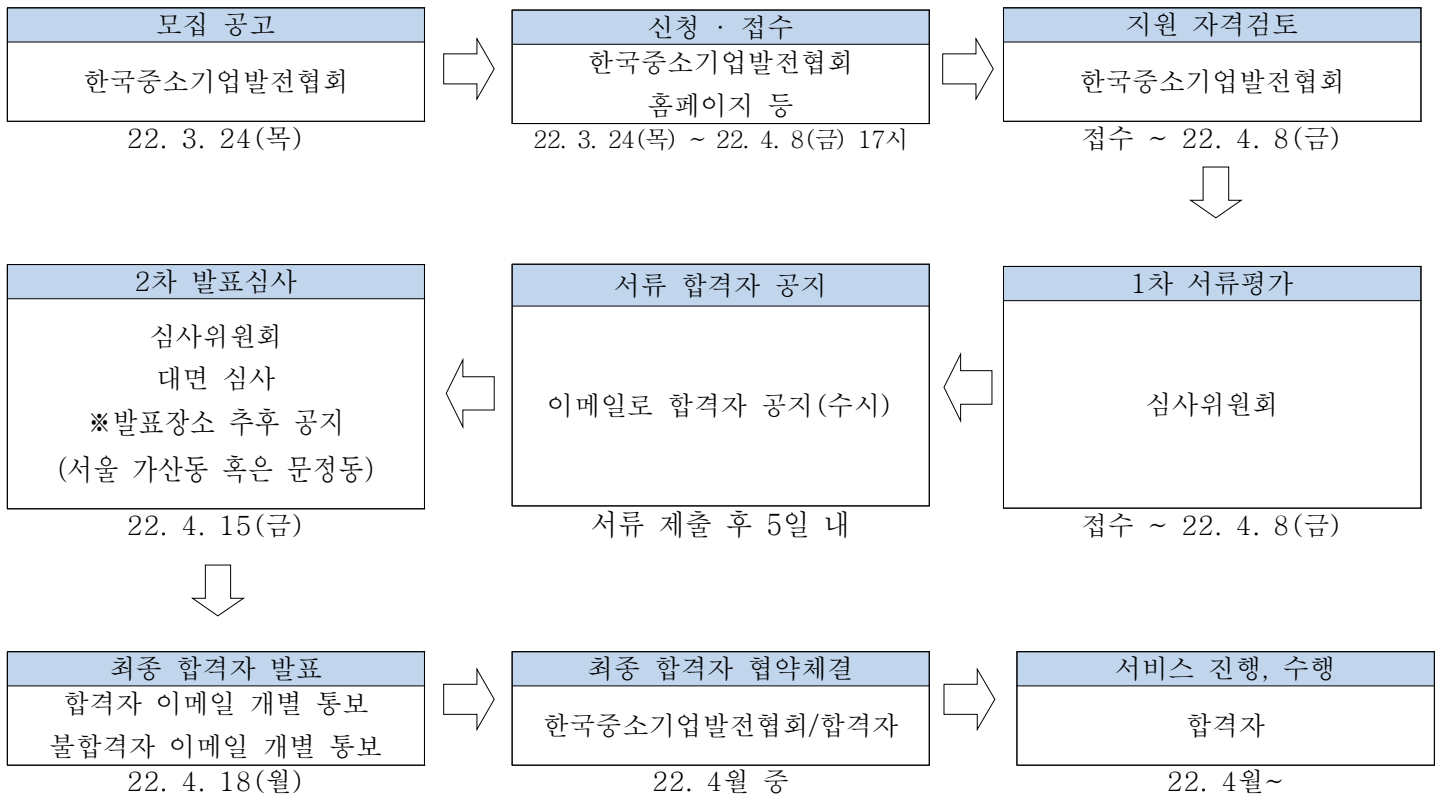 모집 공고
한국중소기업발전협회
22. 3. 24(목)
신청 · 접수
한국중소기업발전협회
홈페이지 등
22. 3. 24(목) ~ 22. 4. 8(금) 17시
지원 자격검토
한국중소기업발전협회
접수 ~ 22. 4. 8(금)
1차 서류평가
심사위원회
접수 ~ 22. 4. 8(금)
서류 합격자 공지
이메일로 합격자 공지(수시)
서류 제출 후 5일 내
2차 발표심사
심사위원회
대면 심사
※발표장소 추후 공지
(서울 가산동 혹은 문정동)
22. 4. 15(금)
최종 합격자 발표
합격자 이메일 개별 통보
불합격자 이메일 개별 통보
22. 4. 18(월)
최종 합격자 협약체결
한국중소기업발전협회/합격자
22. 4월 중
서비스 진행, 수행
합격자
22. 4월~